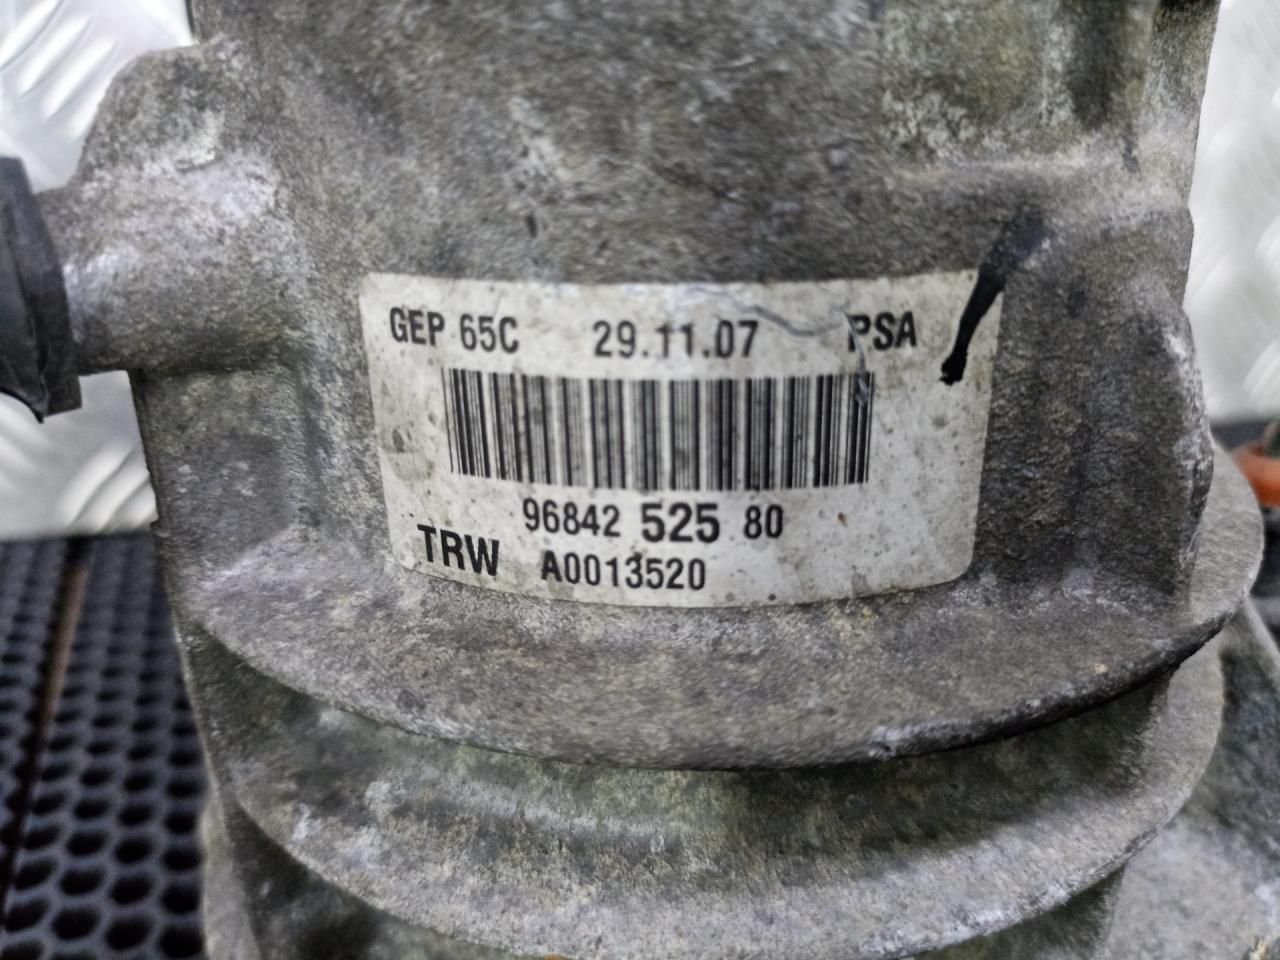 GEP 65C 29.11.07 PSA
96842 525 80
TRW A0013520